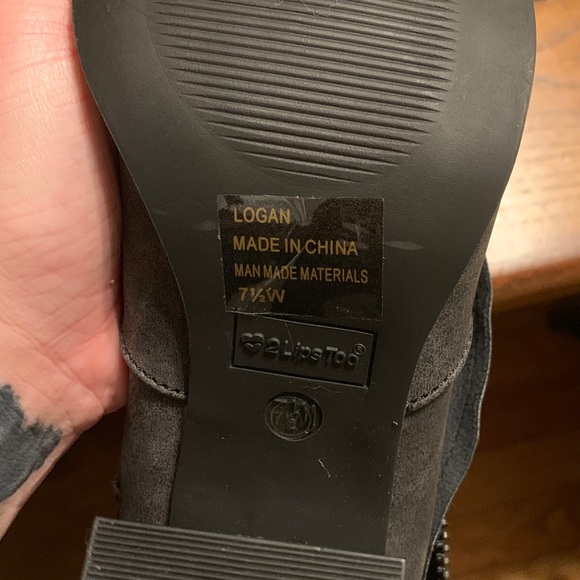 LOGAN
MADE IN CHINA
MAN MADE MATERIALS
7½W
2 Lips Too®